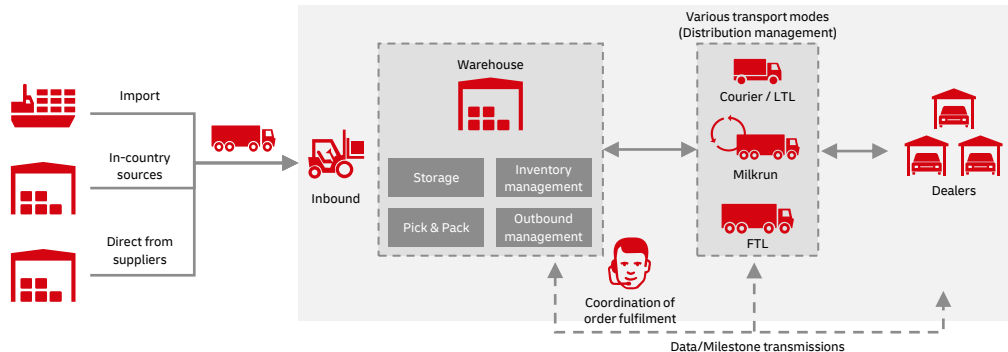 Import
In-country
sources
Direct from
suppliers
Inbound
Warehouse
Storage
Inventory
management
Pick & Pack
Outbound
management
Coordination of
order fulfilment
Various transport modes
(Distribution management)
Courier / LTL
Milkrun
FTL
Dealers
Data/Milestone transmissions